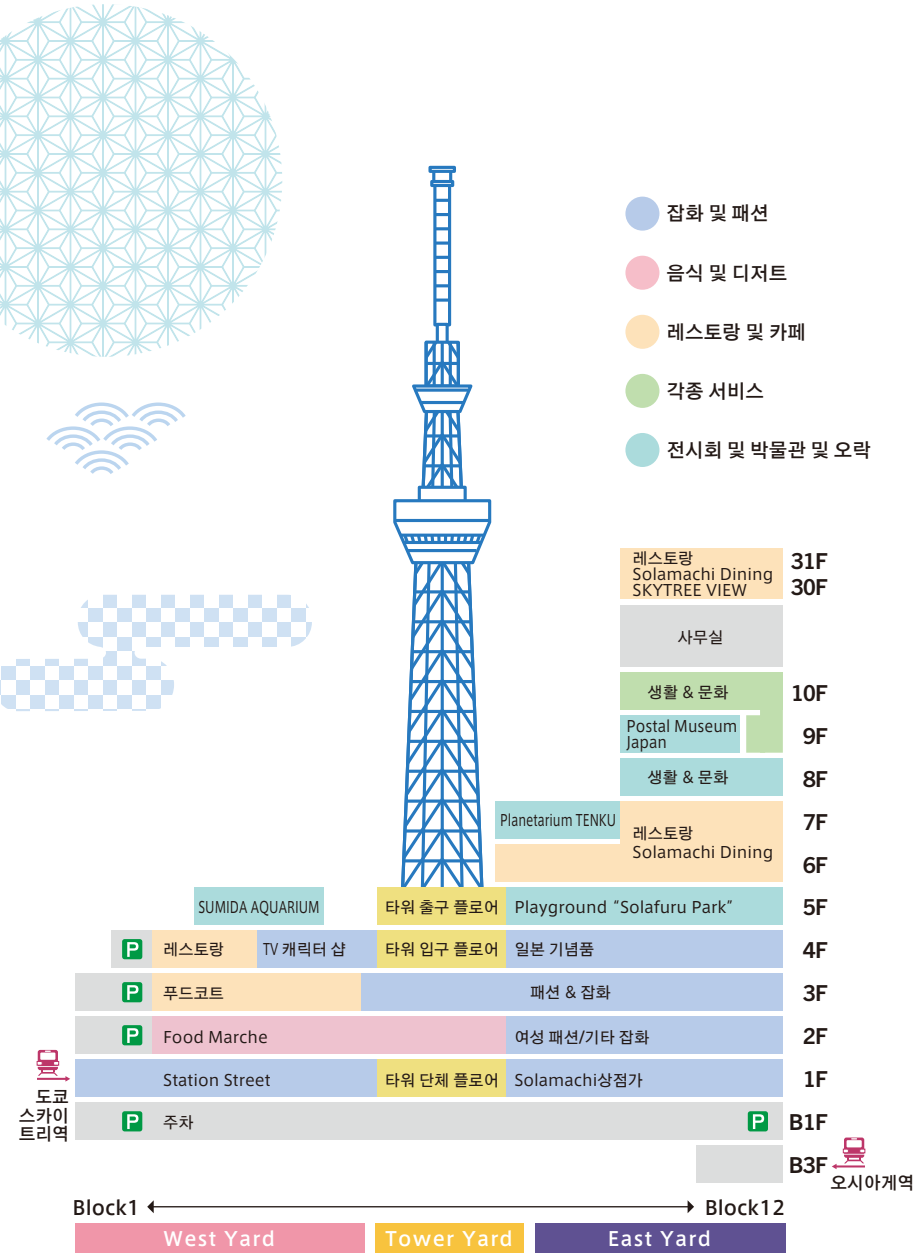 잡화 및 패션
음식 및 디저트
레스토랑 및 카페
각종 서비스
전시회 및 박물관 및 오락
레스토랑
Solamachi Dining
SKYTREE VIEW
31F
30F
사무실
생활 & 문화
10F
Postal Museum
Japan
9F
생활 & 문화
8F
Planetarium TENKU
7F
레스토랑
Solamachi Dining
6F
SUMIDA AQUARIUM
타워 출구 플로어
Playground “Solafuru Park”
5F
P
레스토랑
TV 캐릭터 샵
타워 입구 플로어
일본 기념품
4F
P
푸드코트
패션 & 잡화
3F
P
Food Marche
여성 패션/기타 잡화
2F
Station Street
타워 단체 플로어
Solamachi상점가
1F
도쿄
스카이
트리역
P
주차
P
B1F
B3F
오시아게역
Block1
Block12
West Yard
Tower Yard
East Yard